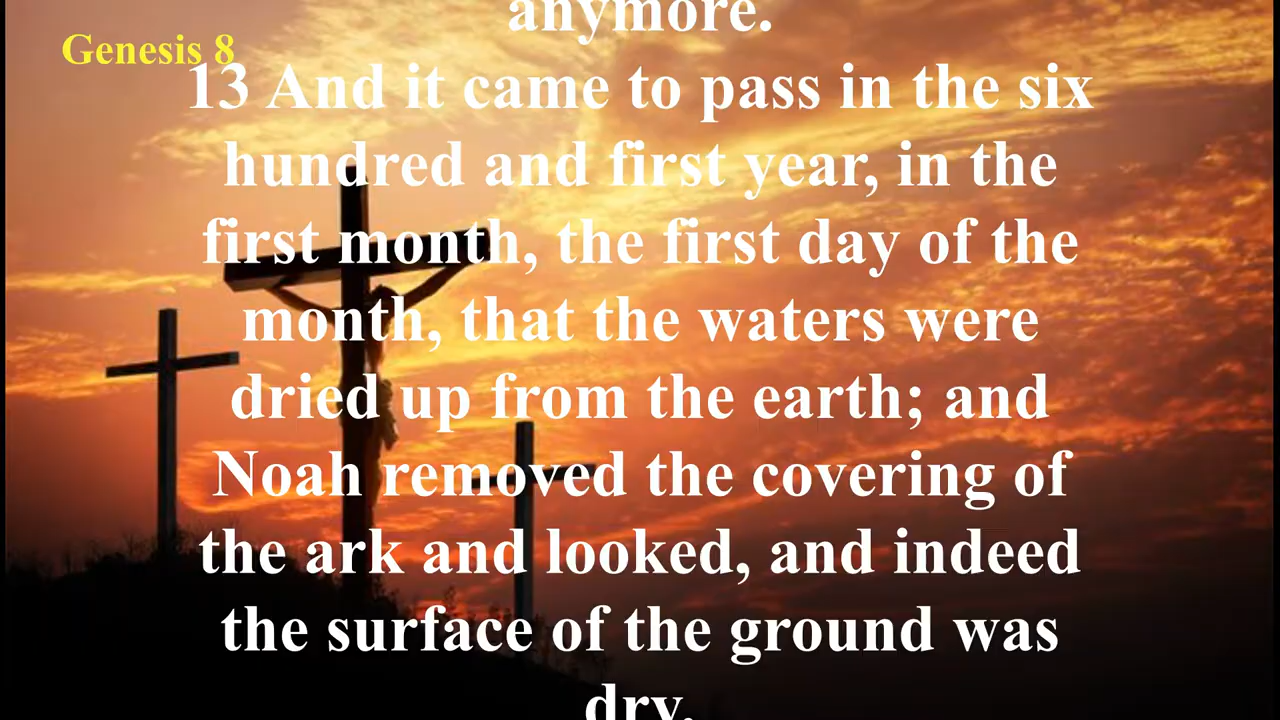 anymore.
Genesis 8
13 And it came to pass in the six
hundred and first year, in the
first month, the first day of the
month, that the waters were
dried up from the earth; and
Noah removed the covering of
the ark and looked, and indeed
the surface of the ground was
dry.